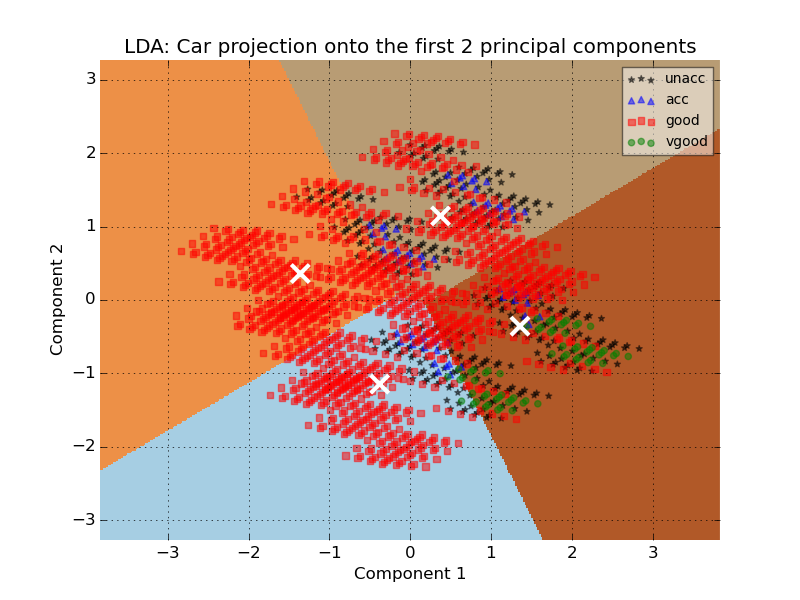 LDA: Car projection onto the first 2 principal components
unacc
acc
good
vgood
3
2
1
0
−1
−2
−3
Component 2
−3
−2
−1
0
1
2
3
Component 1